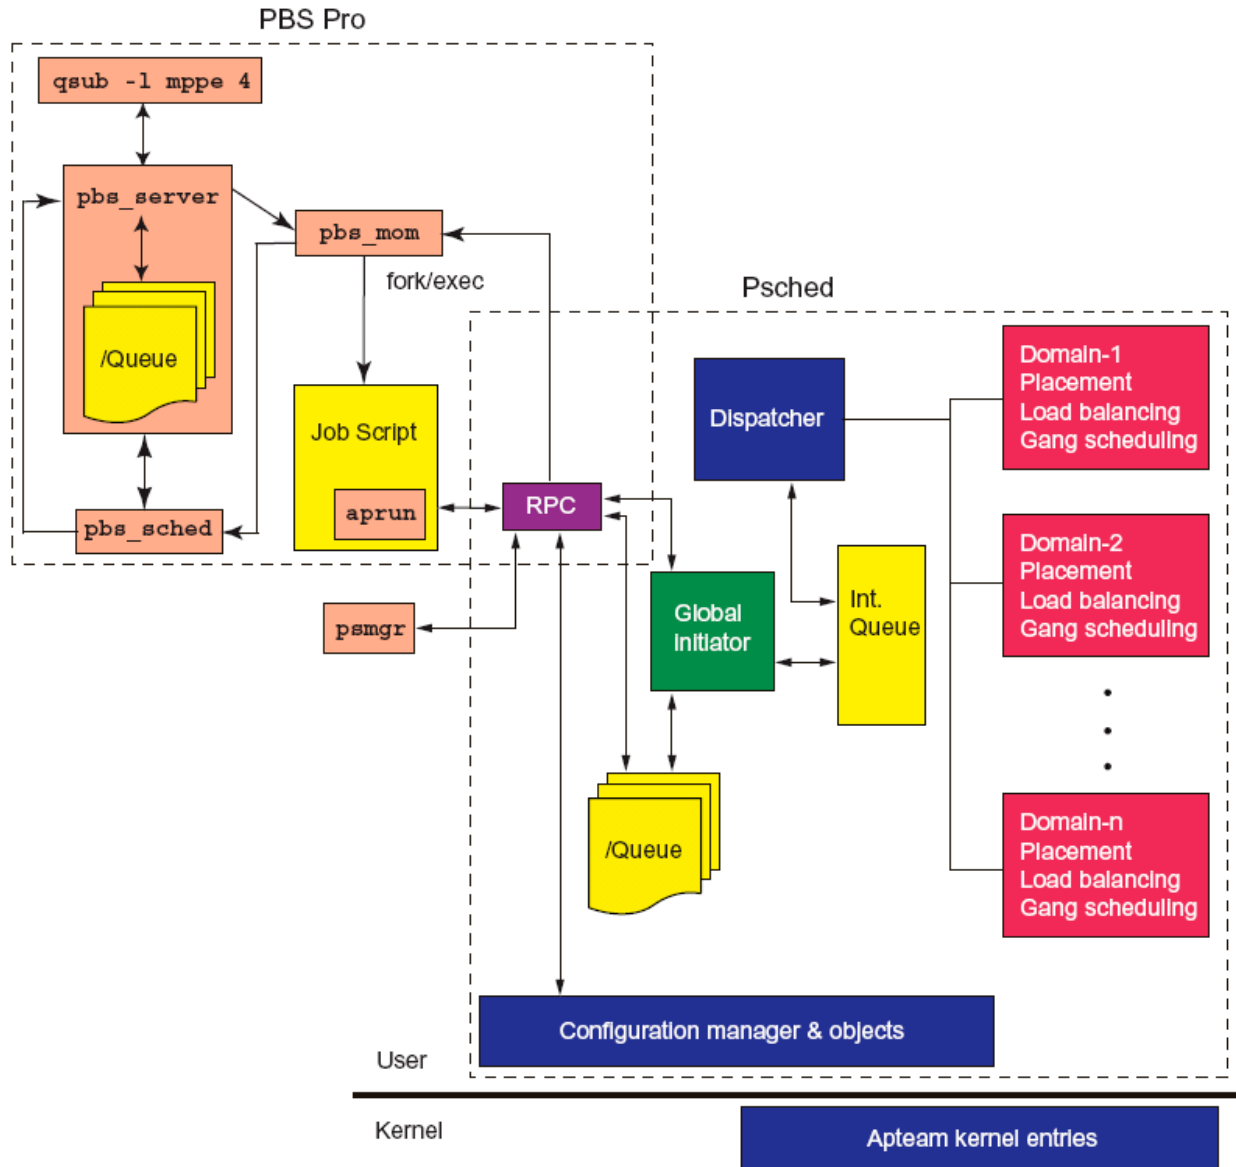 PBS Pro
qsub -l mppe 4
pbs_server
/Queue
pbs_mom
fork/exec
Job Script
aprun
pbs_sched
psmgr
Psched
RPC
Dispatcher
Global
Initiator
Int.
Queue
/Queue
Domain-1
Placement
Load balancing
Gang scheduling
Domain-2
Placement
Load balancing
Gang scheduling
Domain-n
Placement
Load balancing
Gang scheduling
Configuration manager & objects
User
Kernel
Apteam kernel entries